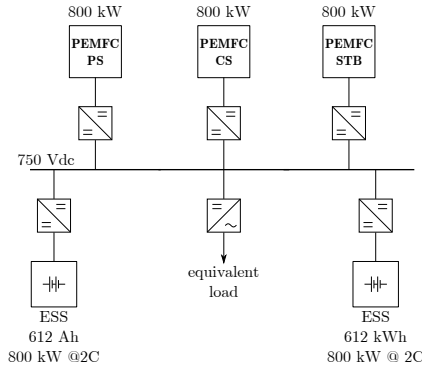 800 kW 800 kW 800 kW
PEMFC PEMFC PEMFC
PS CS STB
750 Vdc
equivalent
load
ESS ESS
612 Ah 612 kWh
800 kW @2C 800 kW @ 2C